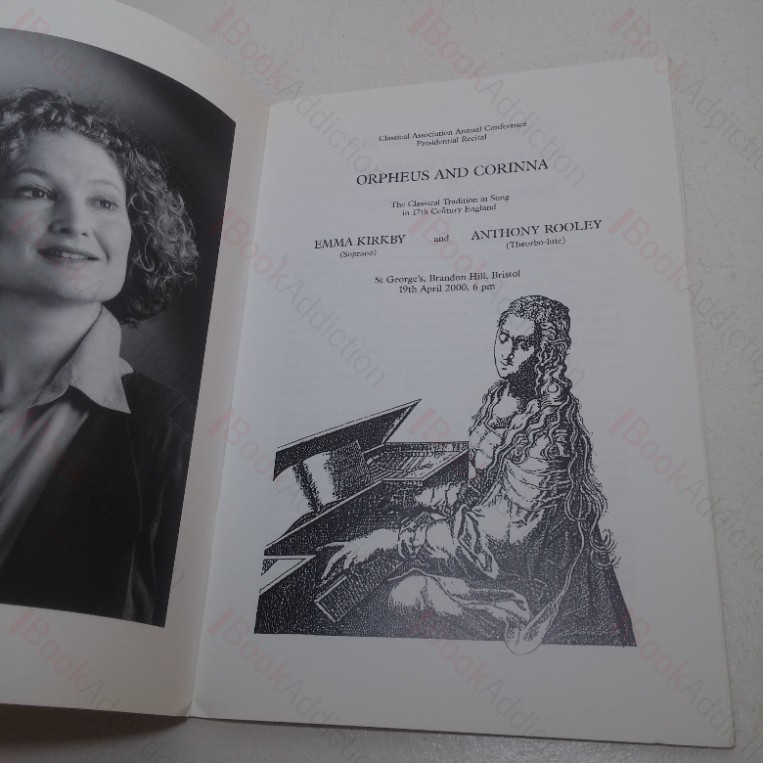 Classical Association Annual Conference
Presidential Recital
ORPHEUS AND CORINNA
The Classical Tradition in Song
in 17th Century England
EMMA KIRKBY and ANTHONY ROOLEY
(Soprano) (Theorbo-lute)
St George's, Brandon Hill, Bristol
19th April 2000, 6 pm
BookAddiction